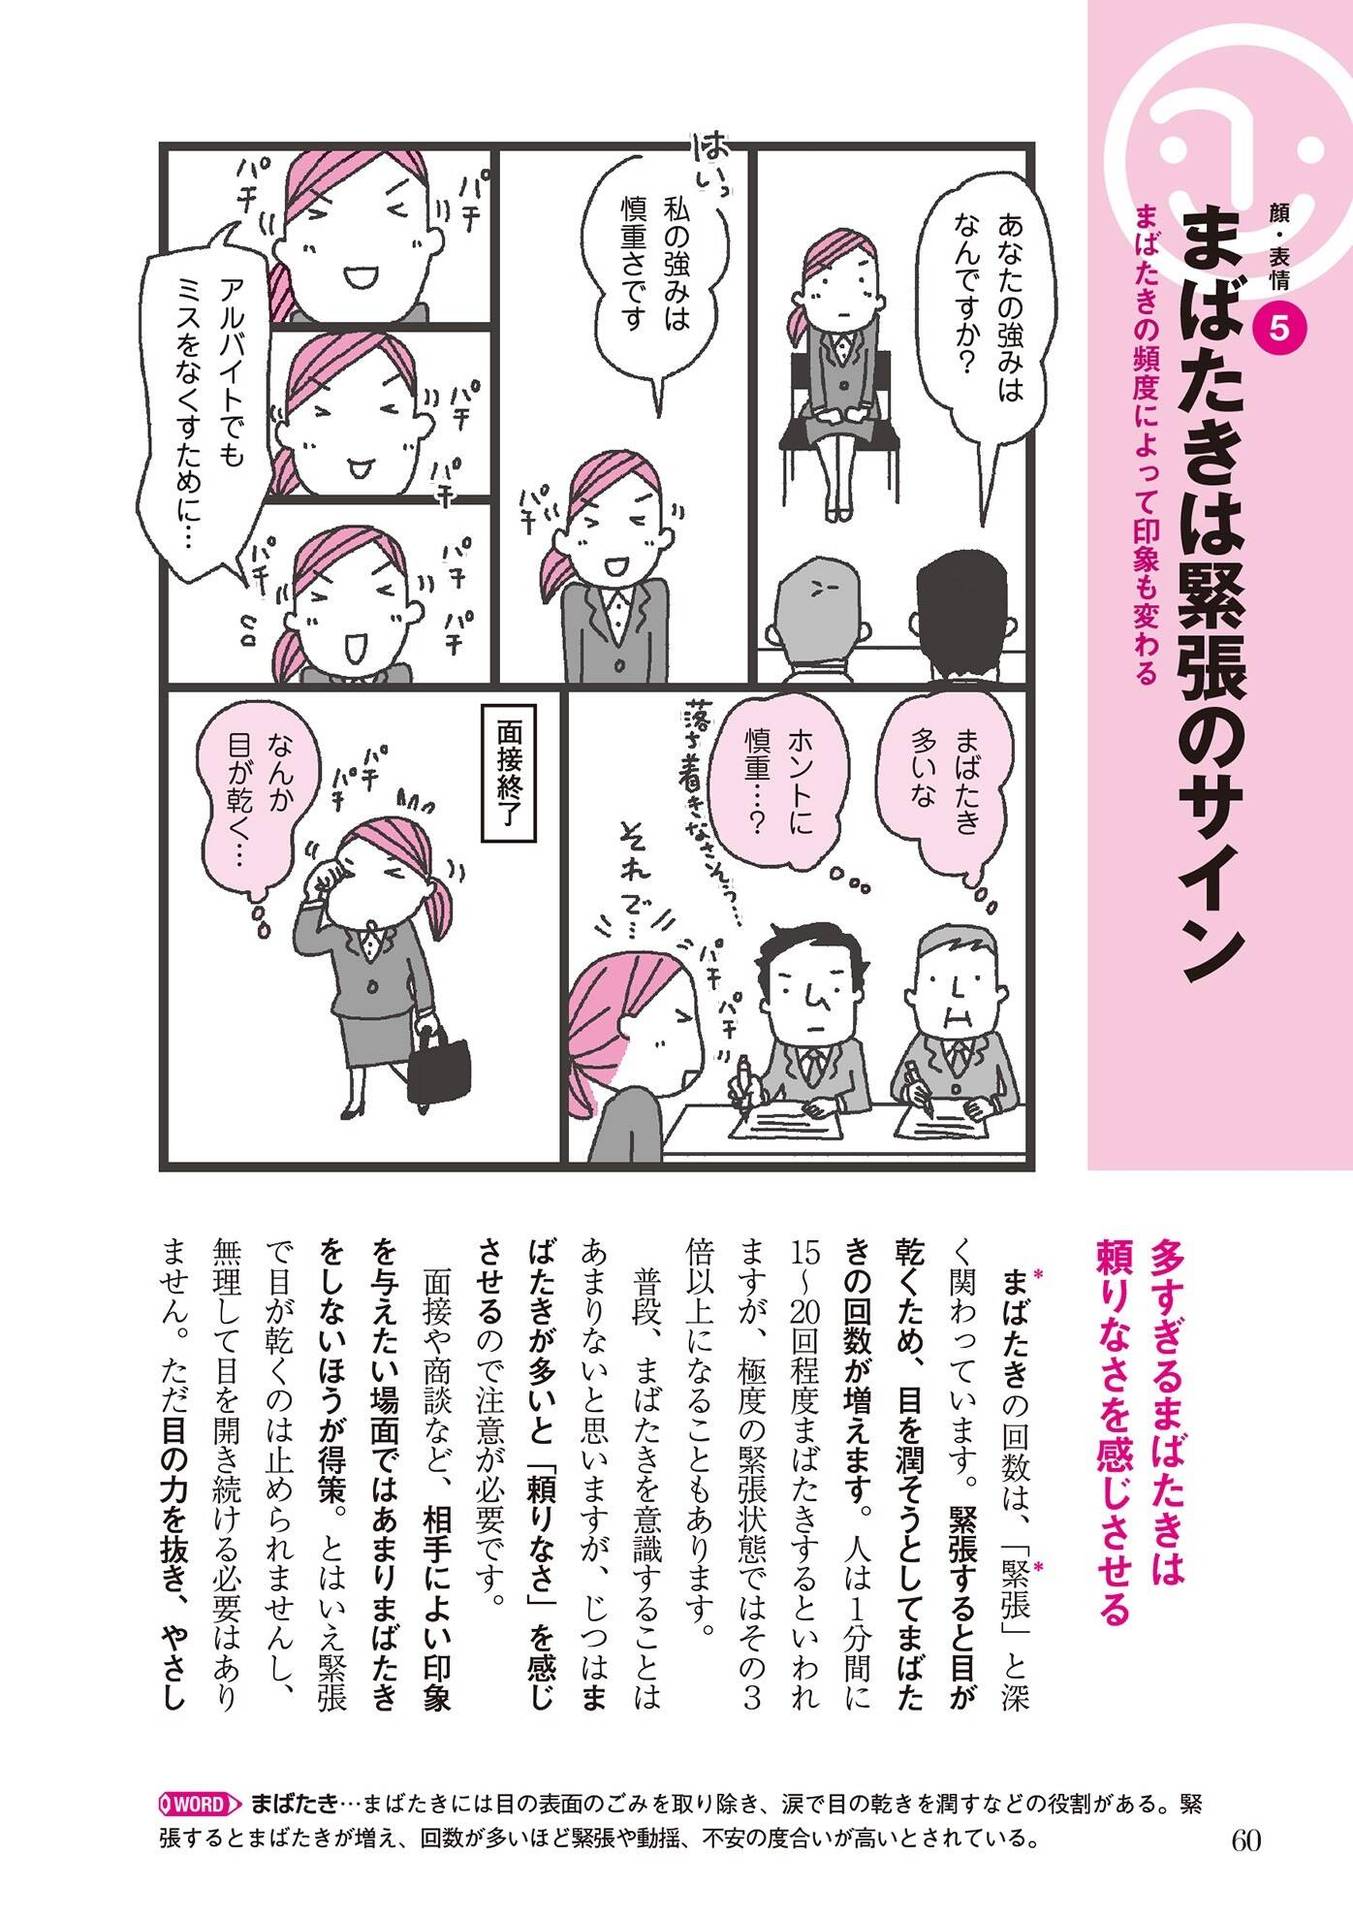 顔・表情 5
まばたきは緊張のサイン
まばたきの頻度によって印象も変わる
あなたの強みは
なんですか?
はいっ
私の強みは
慎重さです
パチ
パチ
パチ
アルバイトでも
ミスをなくすために…
パチ
パチ
パチ
パチ
パチ
まばたき
多いな
ホントに
慎重…?
落ち着きなさんっ…
それで…
パチ
パチ
面接終了
パチ
パチ
なんか
目が乾く…
多すぎるまばたきは
頼りなさを感じさせる
まばたき*の回数は、「緊張*」と深
く関わっています。緊張すると目が
乾くため、目を潤そうとしてまばた
きの回数が増えます。人は1分間に
15〜20回程度まばたきするといわれ
ますが、極度の緊張状態ではその3
倍以上になることもあります。
普段、まばたきを意識することは
あまりないと思いますが、じつはま
ばたきが多いと「頼りなさ」を感じ
させるので注意が必要です。
面接や商談など、相手によい印象
を与えたい場面ではあまりまばたき
をしないほうが得策。とはいえ緊張
で目が乾くのは止められませんし、
無理して目を開き続ける必要はあり
ません。ただ目の力を抜き、やさし
WORD まばたき…まばたきには目の表面のごみを取り除き、涙で目の乾きを潤すなどの役割がある。緊
張するとまばたきが増え、回数が多いほど緊張や動揺、不安の度合いが高いとされている。
60